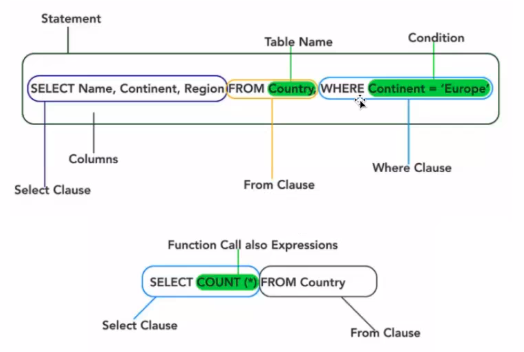 Statement
Table Name
Condition
SELECT Name, Continent, Region FROM Country, WHERE Continent = 'Europe'
Columns
Where Clause
From Clause
Select Clause
Function Call also Expressions
SELECT COUNT (*) FROM Country
Select Clause
From Clause